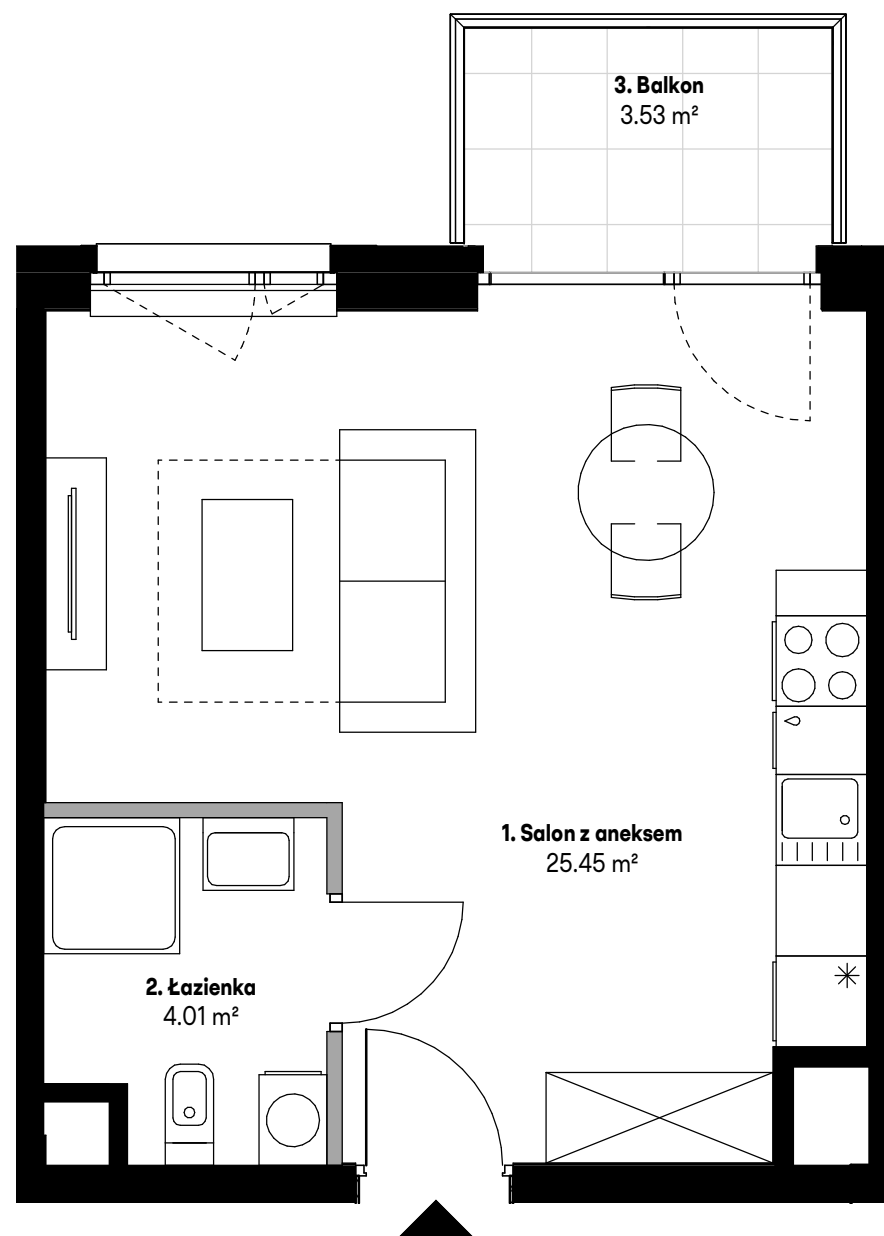 3. Balkon
3.53 m²
1. Salon z aneksem
25.45 m²
2. Łazienka
4.01 m²